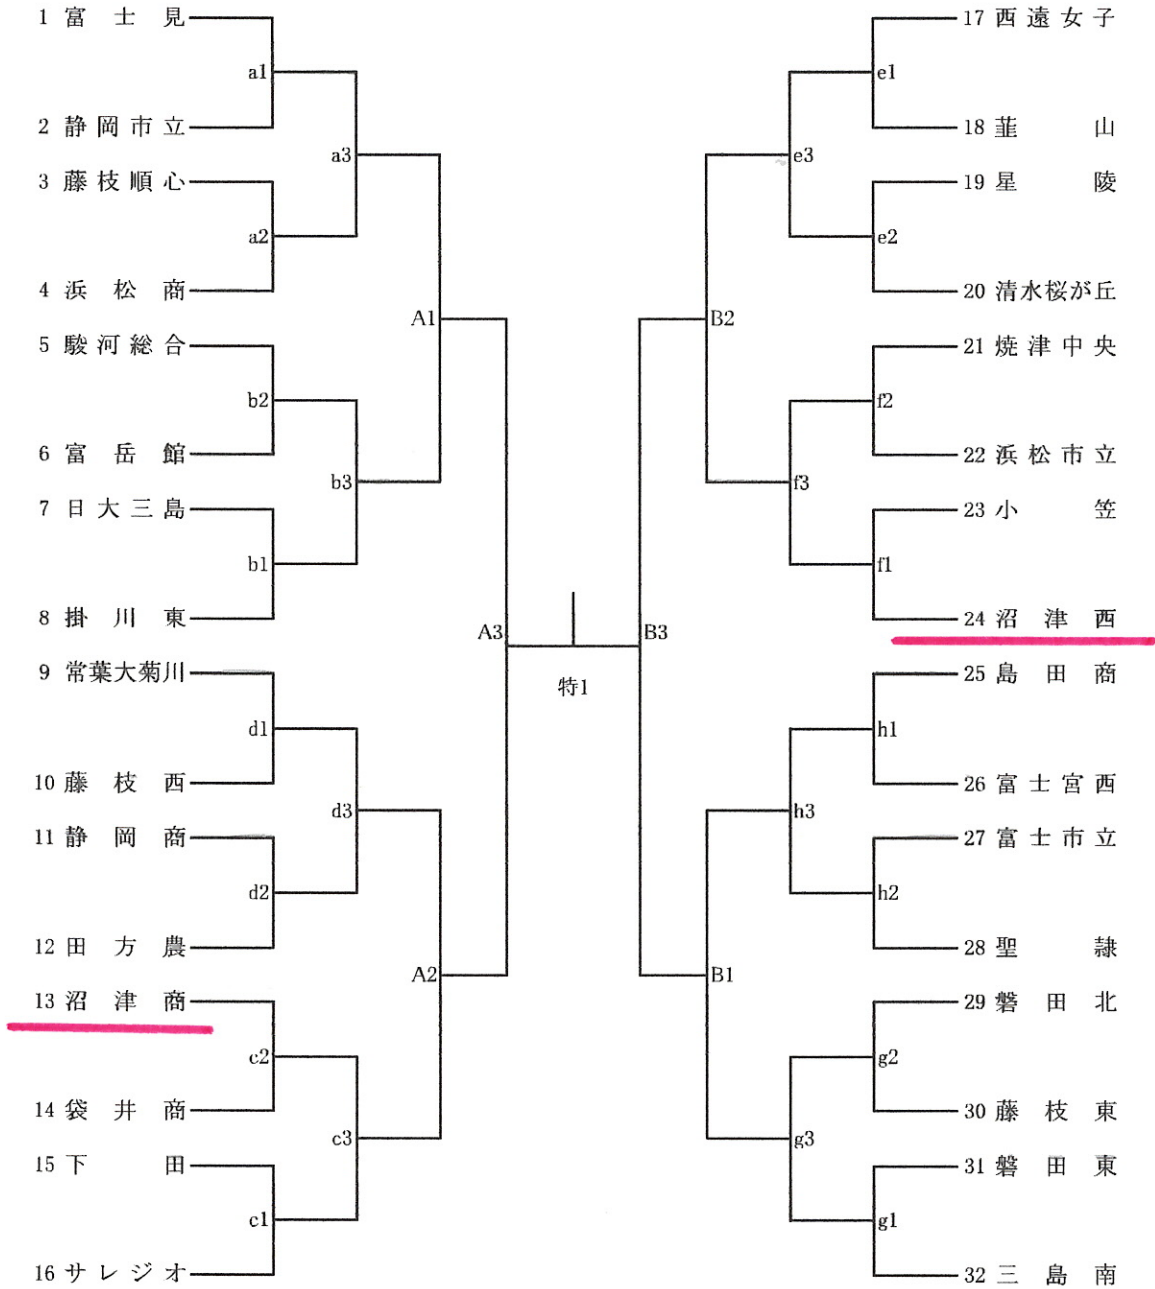 1 富士見
a1
2 静岡市立
a3
3 藤枝順心
a2
4 浜松商
A1
5 駿河総合
b2
6 富岳館
b3
7 日大三島
b1
8 掛川東
A3
9 常葉大菊川
d1
10 藤枝西
d3
11 静岡商
d2
12 田方農
A2
13 沼津商
c2
14 袋井商
c3
15 下田
c1
16 サレジオ
特1
17 西遠女子
e1
18 韮山
e3
19 星陵
e2
20 清水桜が丘
B2
21 焼津中央
f2
22 浜松市立
f3
23 小笠
f1
24 沼津西
B3
25 島田商
h1
26 富士宮西
h3
27 富士市立
h2
28 聖隷
B1
29 磐田北
g2
30 藤枝東
g3
31 磐田東
g1
32 三島南